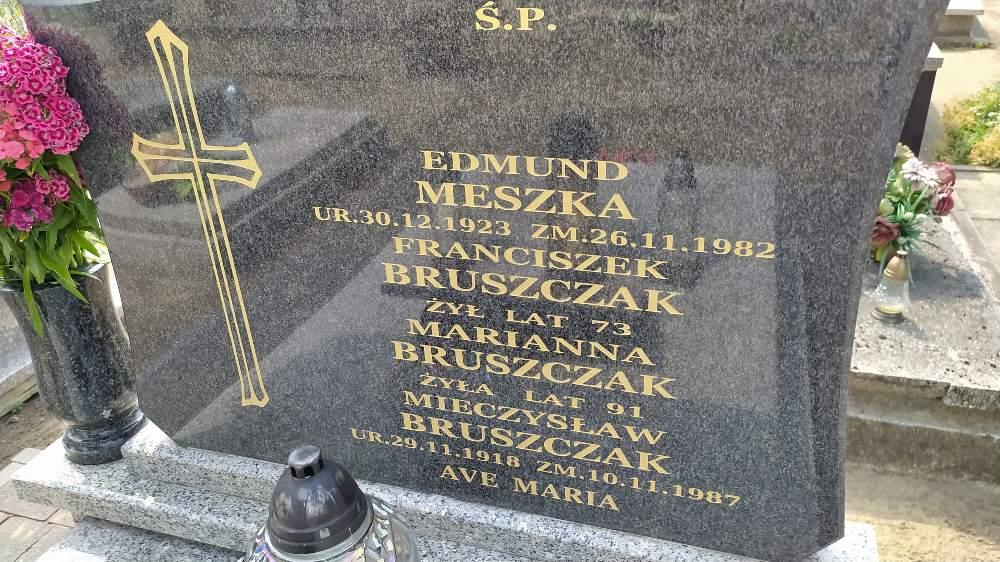 Ś.P.
EDMUND
MESZKA
UR.30.12.1923 ZM.26.11.1982
FRANCISZEK
BRUSZCZAK
ŻYŁ LAT 73
MARIANNA
BRUSZCZAK
ŻYŁA LAT 91
MIECZYSŁAW
BRUSZCZAK
UR.29.11.1918 ZM.10.11.1987
AVE MARIA